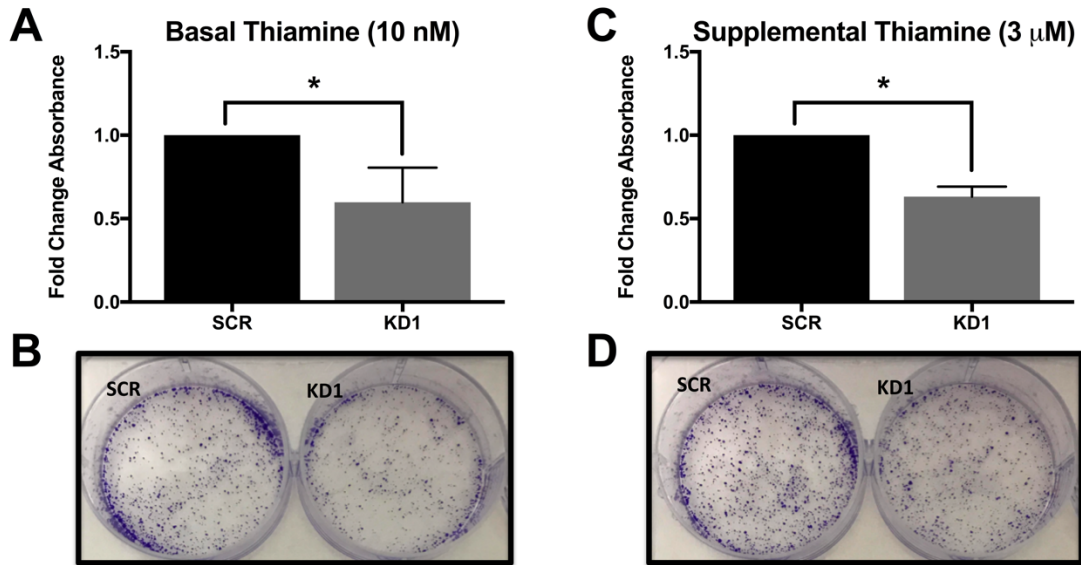 A
Basal Thiamine (10 nM)
Fold Change Absorbance
1.5
1.0
0.5
0.0
*
SCR
KD1
B
SCR
KD1
C
Supplemental Thiamine (3 μM)
Fold Change Absorbance
1.5
1.0
0.5
0.0
*
SCR
KD1
D
SCR
KD1